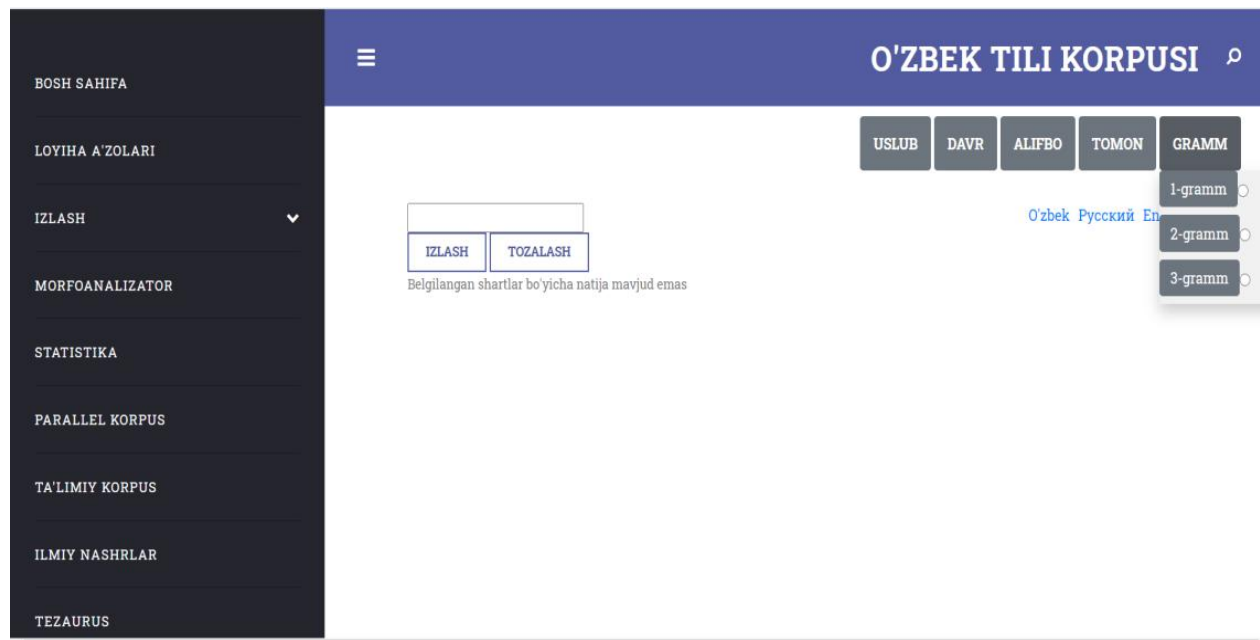 BOSH SAHIFA
LOYIHA A'ZOLARI
IZLASH
MORFOANALIZATOR
STATISTIKA
PARALLEL KORPUS
TA'LIMIY KORPUS
ILMIY NASHRLAR
TEZAURUS
O'ZBEK TILI KORPUSI
USLUB DAVR ALIFBO TOMON GRAMM
1-gramm
2-gramm
3-gramm
O'zbek Русский En
IZLASH TOZALASH
Belgilangan shartlar bo'yicha natija mavjud emas